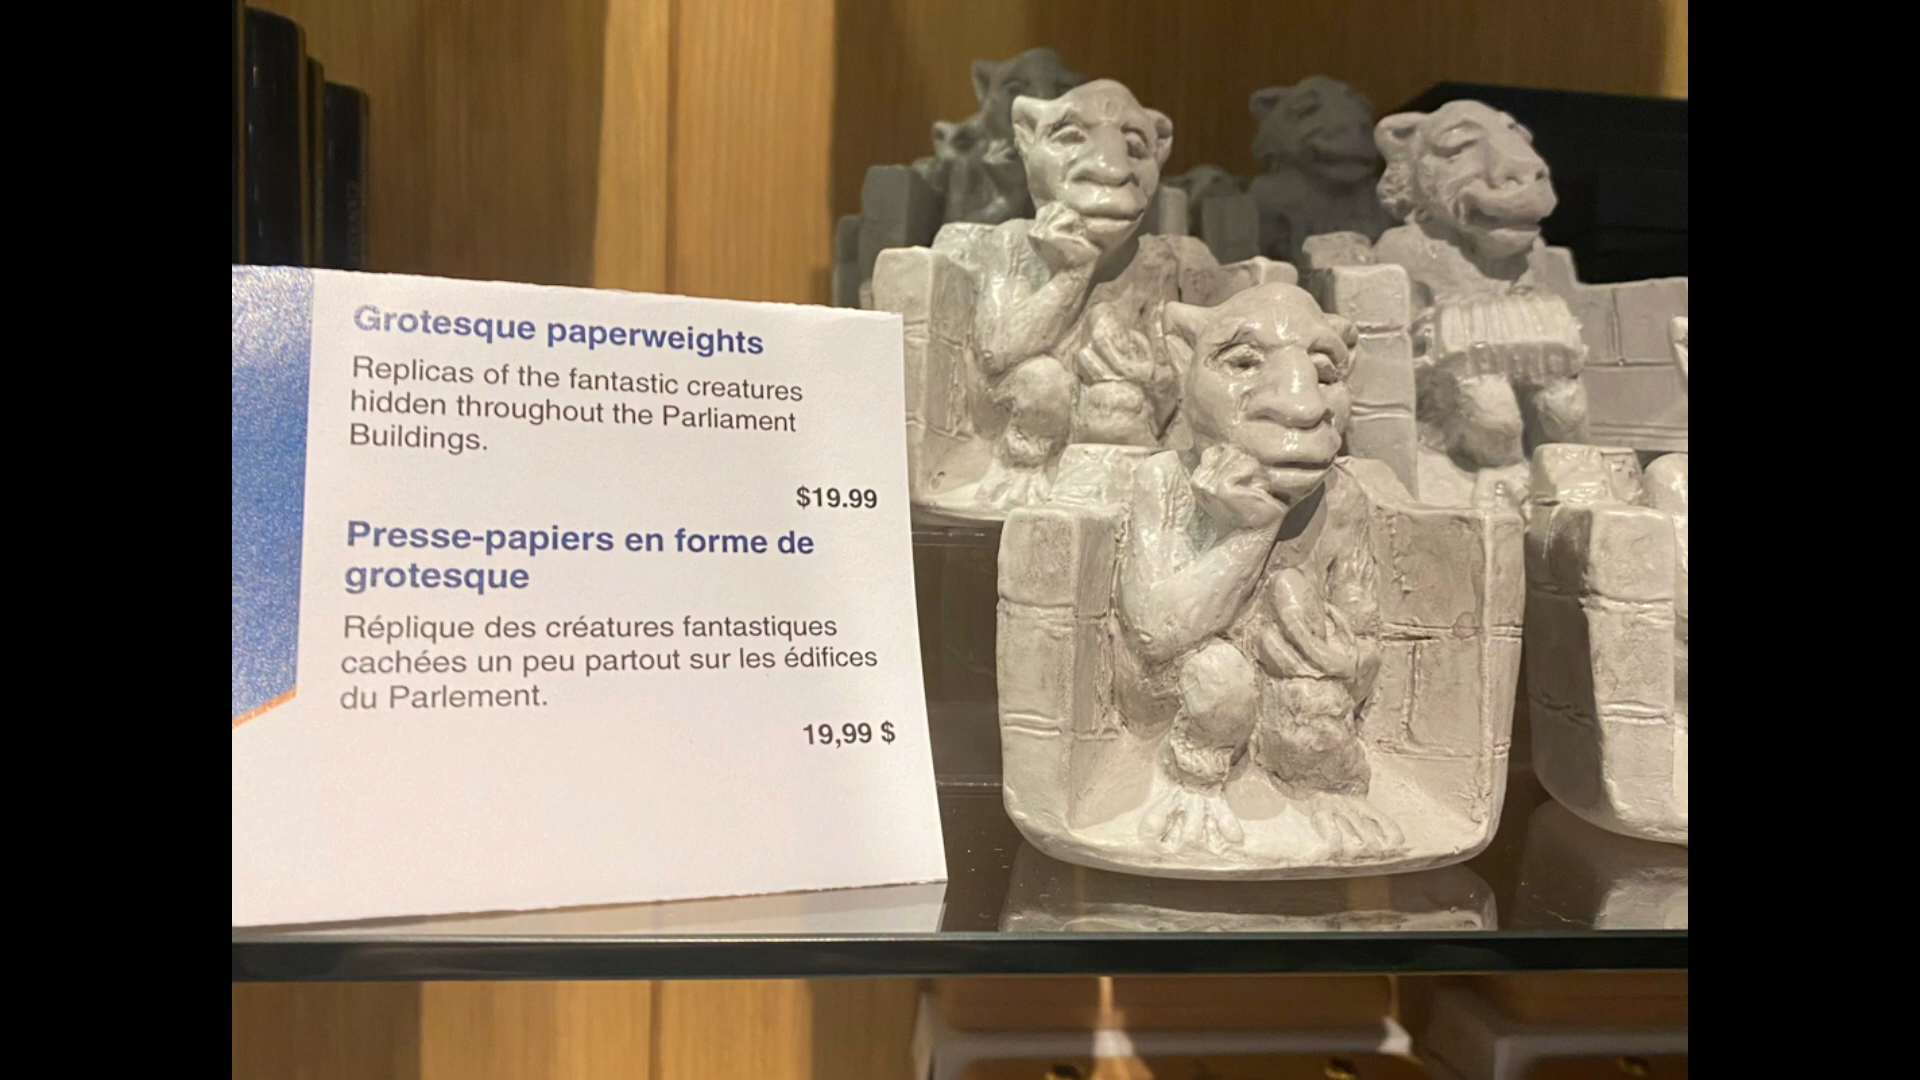 Grotesque paperweights
Replicas of the fantastic creatures
hidden throughout the Parliament
Buildings.
$19.99
Presse-papiers en forme de
grotesque
Réplique des créatures fantastiques
cachées un peu partout sur les édifices
du Parlement.
19,99 $